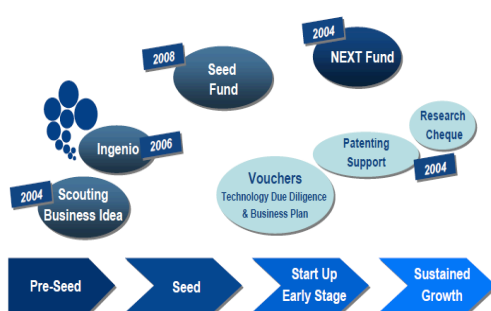 2004
NEXT Fund
2008
Seed
Fund
Research
Cheque
Ingenio
2006
Patenting
Support
2004
Vouchers
Technology Due Diligence
& Business Plan
2004
Scouting
Business Idea
Pre-Seed
Seed
Start Up
Early Stage
Sustained
Growth